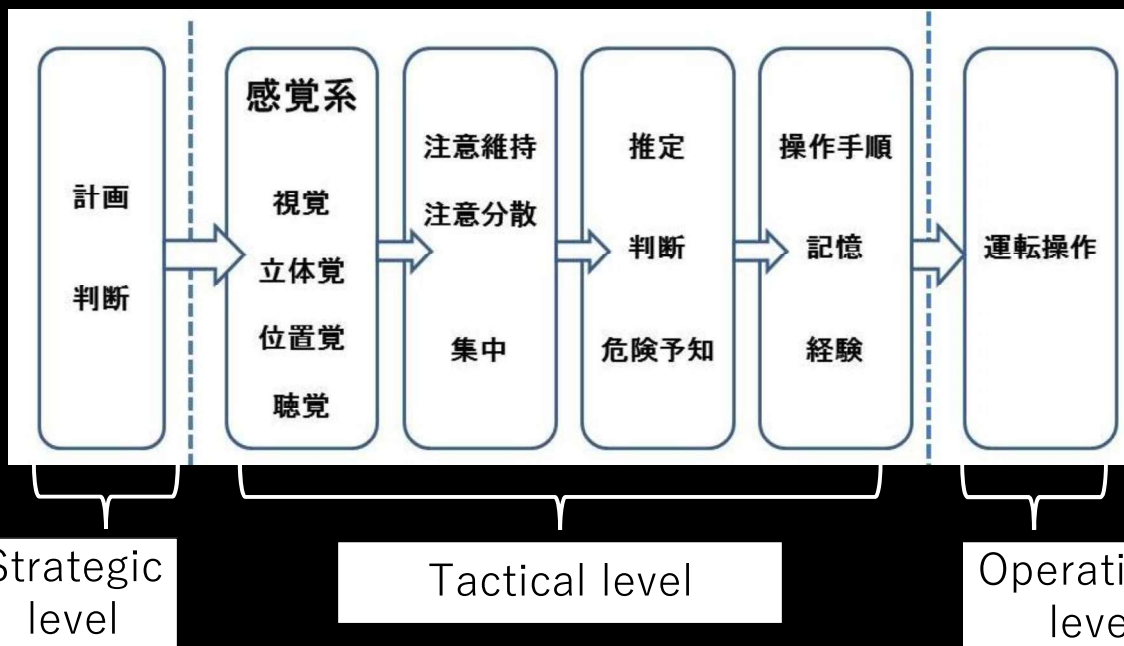 計画
判断
感覚系
視覚
立体覚
位置覚
聴覚
注意維持
注意分散
集中
推定
判断
危険予知
操作手順
記憶
経験
運転操作
Strategic
level
Tactical level